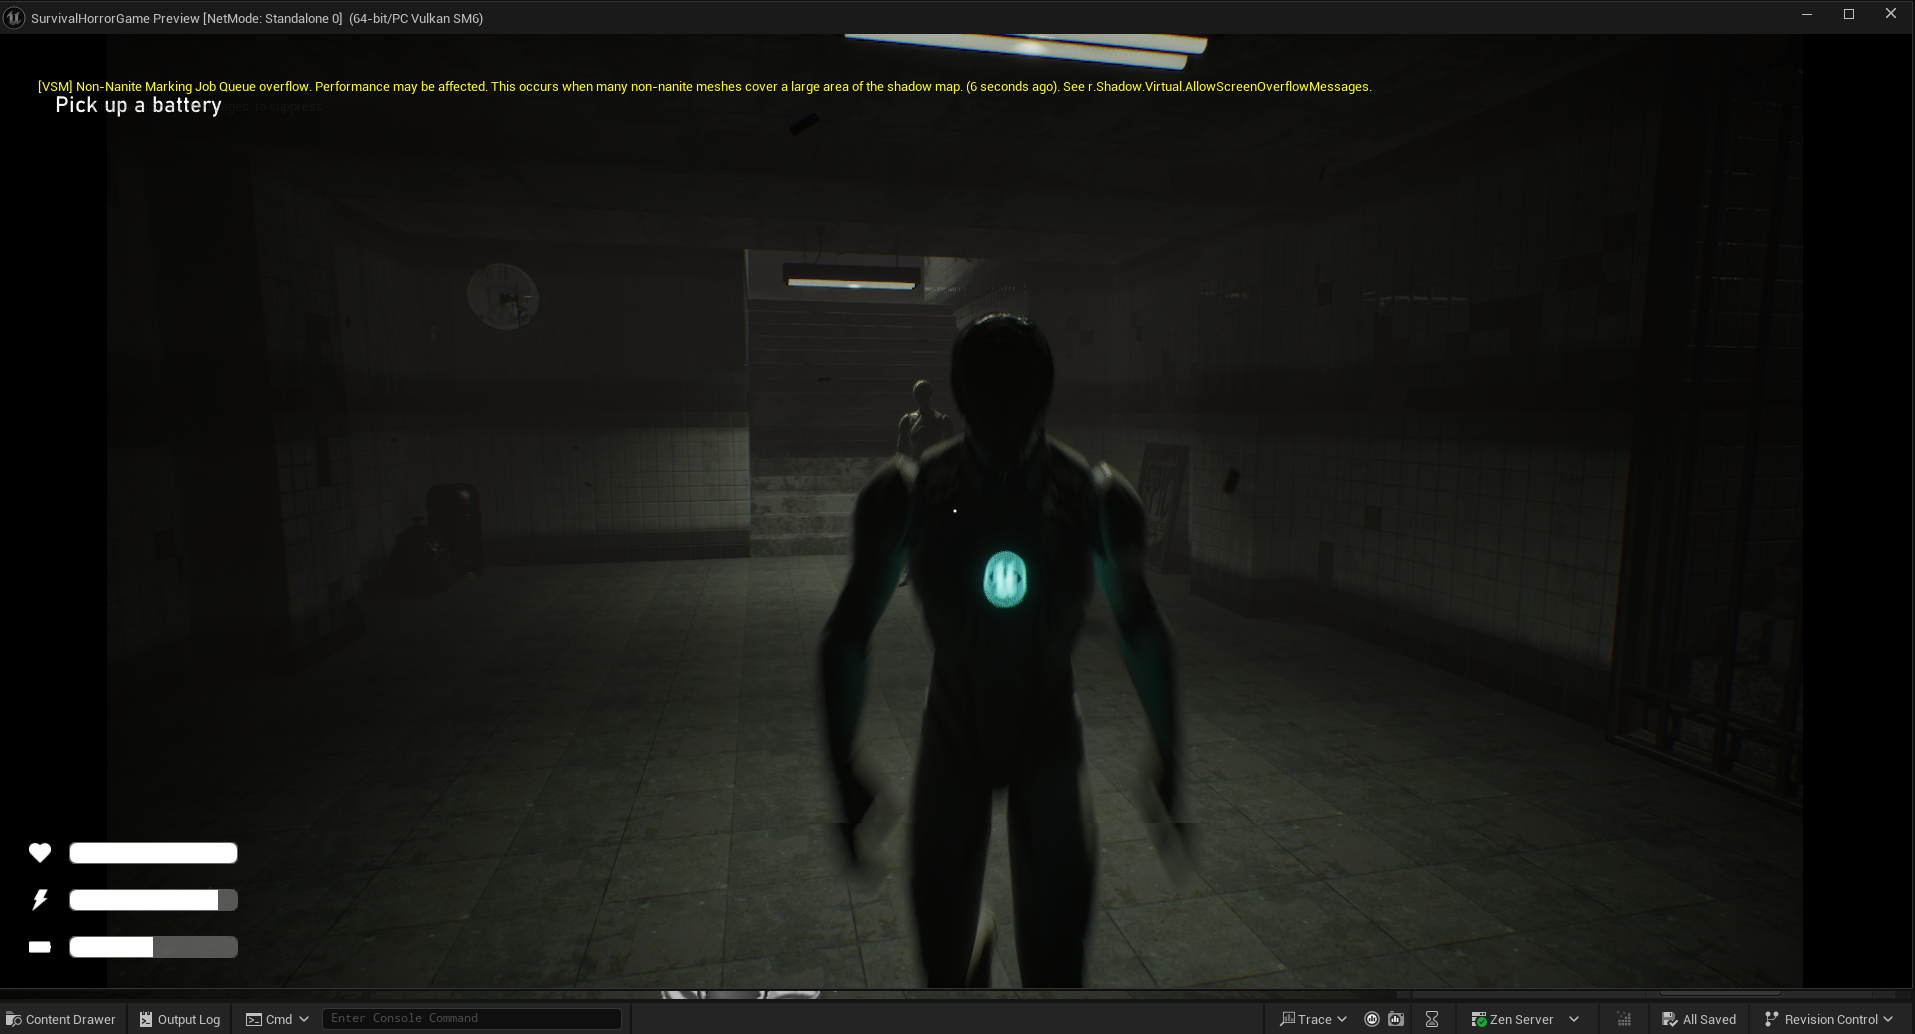 SurvivalHorrorGame Preview [NetMode: Standalone 0] (64-bit/PC Vulkan SM6)
[VSM] Non-Nanite Marking Job Queue overflow. Performance may be affected. This occurs when many non-nanite meshes cover a large area of the shadow map. (6 seconds ago). See r.Shadow.Virtual.AllowScreenOverflowMessages.
Pick up a battery
to suppress
Content Drawer Output Log Cmd Enter Console Command Trace Zen Server All Saved Revision Control